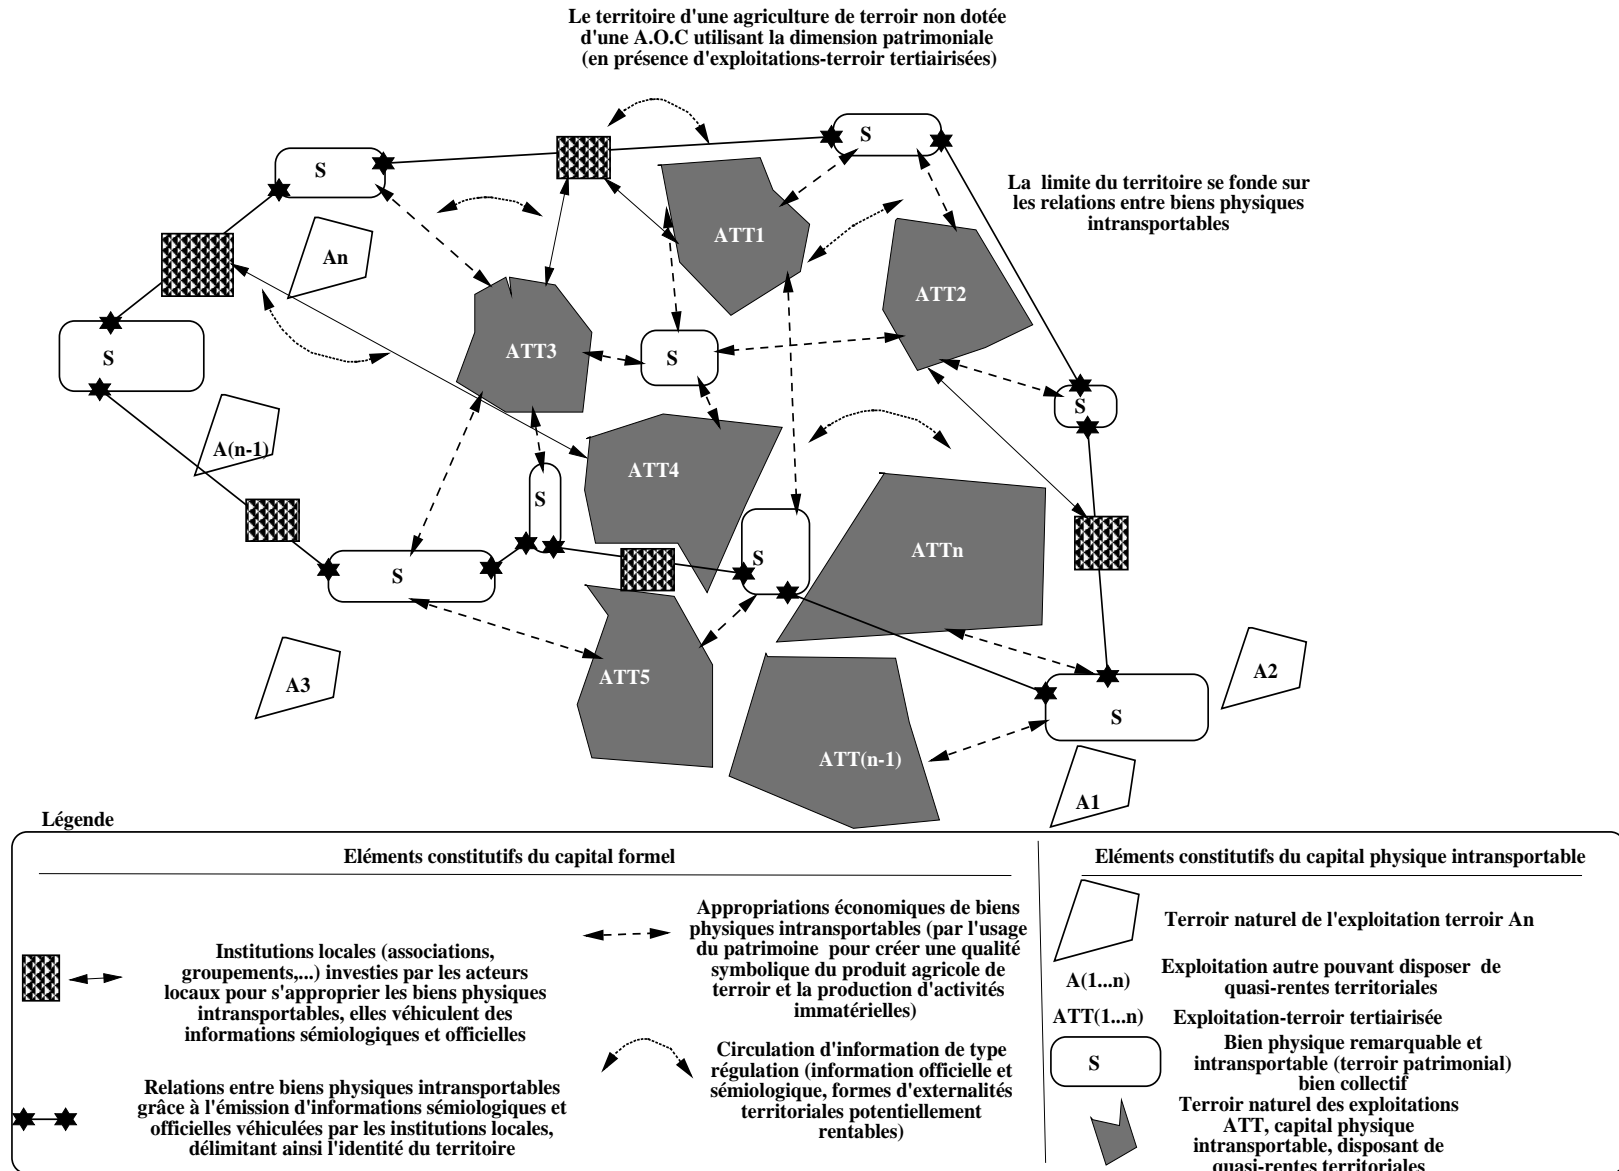 Le territoire d'une agriculture de terroir non dotée
d'une A.O.C utilisant la dimension patrimoniale
(en présence d'exploitations-terroir tertiairisées)
S
S
La limite du territoire se fonde sur
les relations entre biens physiques
intransportables
An
ATT1
ATT2
S
ATT3
S
S
A(n-1)
ATT4
S
ATTn
S
S
A3
ATT5
A2
S
ATT(n-1)
A1
Légende
Eléments constitutifs du capital formel
Institutions locales (associations,
groupements,...) investies par les acteurs
locaux pour s'approprier les biens physiques
intransportables, elles véhiculent des
informations sémiologiques et officielles
Relations entre biens physiques intransportables
grâce à l'émission d'informations sémiologiques et
officielles véhiculées par les institutions locales,
délimitant ainsi l'identité du territoire
Appropriations économiques de biens
physiques intransportables (par l'usage
du patrimoine pour créer une qualité
symbolique du produit agricole de
terroir et la production d'activités
immatérielles)
Circulation d'information de type
régulation (information officielle et
sémiologique, formes d'externalités
territoriales potentiellement
rentables)
Eléments constitutifs du capital physique intransportable
Terroir naturel de l'exploitation terroir An
A(1...n)
Exploitation autre pouvant disposer de
quasi-rentes territoriales
ATT(1...n)
Exploitation-terroir tertiairisée
S
Bien physique remarquable et
intransportable (terroir patrimonial)
bien collectif
Terroir naturel des exploitations
ATT, capital physique
intransportable, disposant de
quasi-rentes territoriales